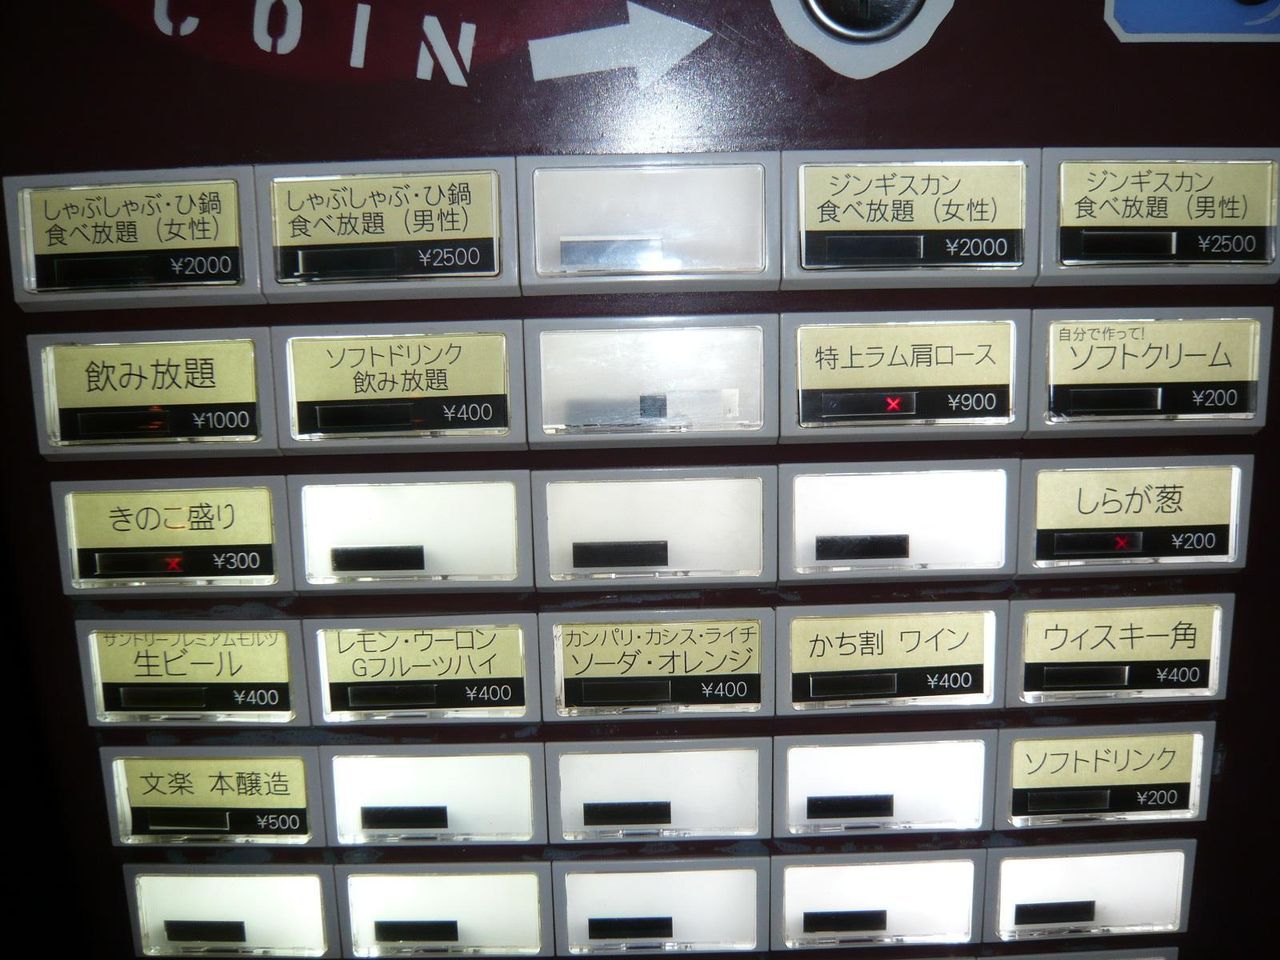 COIN
しゃぶしゃぶ・ひ鍋
食べ放題（女性）
¥2000
しゃぶしゃぶ・ひ鍋
食べ放題（男性）
¥2500
ジンギスカン
食べ放題（女性）
¥2000
ジンギスカン
食べ放題（男性）
¥2500
飲み放題
¥1000
ソフトドリンク
飲み放題
¥400
特上ラム肩ロース
× ¥900
自分で作って!
ソフトクリーム
¥200
きのこ盛り
× ¥300
しらが葱
× ¥200
サントリープレミアムモルツ
生ビール
¥400
レモン・ウーロン
Gフルーツハイ
¥400
カンパリ・カシス・ライチ
ソーダ・オレンジ
¥400
かち割 ワイン
¥400
ウィスキー角
¥400
文楽 本醸造
¥500
ソフトドリンク
¥200